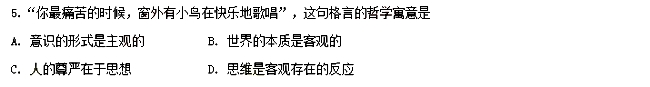 5.“你最痛苦的时候，窗外有小鸟在快乐地歌唱”，这句格言的哲学寓意是
A. 意识的形式是主观的 B. 世界的本质是客观的
C. 人的尊严在于思想 D. 思维是客观存在的反应